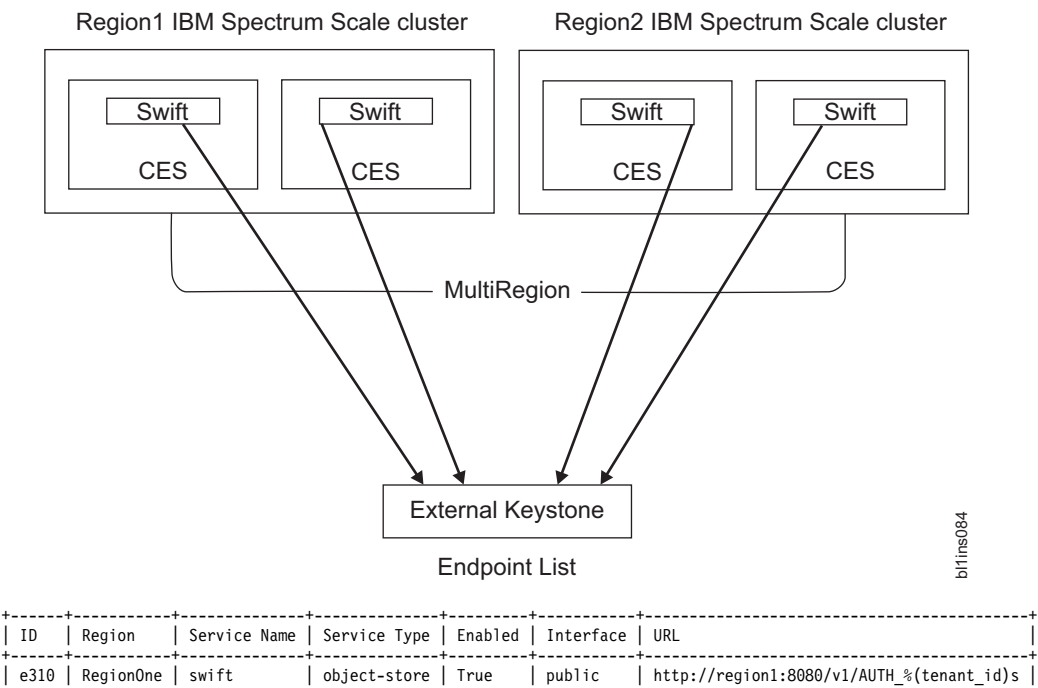 Region1 IBM Spectrum Scale cluster
Region2 IBM Spectrum Scale cluster
Swift
Swift
Swift
Swift
CES
CES
CES
CES
MultiRegion
External Keystone
Endpoint List
bl1ins084
+------+-----------+--------------+--------------+---------+-----------+------------------------------------------+
| ID | Region | Service Name | Service Type | Enabled | Interface | URL |
+------+-----------+--------------+--------------+---------+-----------+------------------------------------------+
| e310 | RegionOne | swift | object-store | True | public | http://region1:8080/v1/AUTH_%(tenant_id)s |